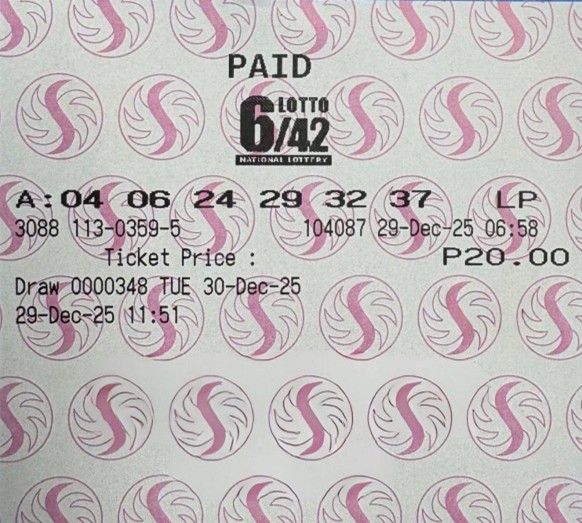 PAID
LOTTO
6/42
NATIONAL LOTTERY
A:04 06 24 29 32 37 LP
3088 113-0359-5 104087 29-Dec-25 06:58
Ticket Price : P20.00
Draw 0000348 TUE 30-Dec-25
29-Dec-25 11:51